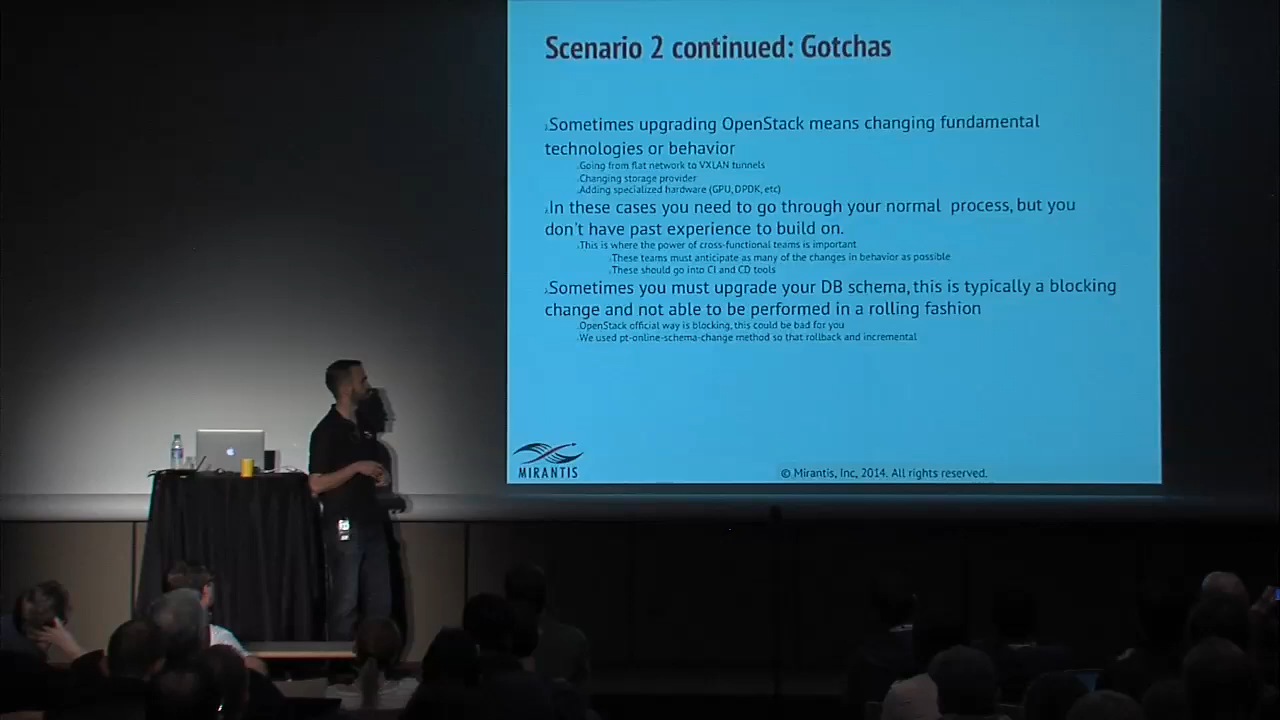 Scenario 2 continued: Gotchas
Sometimes upgrading OpenStack means changing fundamental
technologies or behavior
Going from flat network to VXLAN tunnels
Changing storage provider
Adding specialized hardware (GPU, DPDK, etc)
In these cases you need to go through your normal process, but you
don't have past experience to build on.
This is where the power of cross-functional teams is important
These teams must anticipate as many of the changes in behavior as possible
These should go into CI and CD tools
Sometimes you must upgrade your DB schema, this is typically a blocking
change and not able to be performed in a rolling fashion
OpenStack official way is blocking, this could be bad for you
We used pt-online-schema-change method so that rollback and incremental
MIRANTIS
© Mirantis, Inc, 2014. All rights reserved.